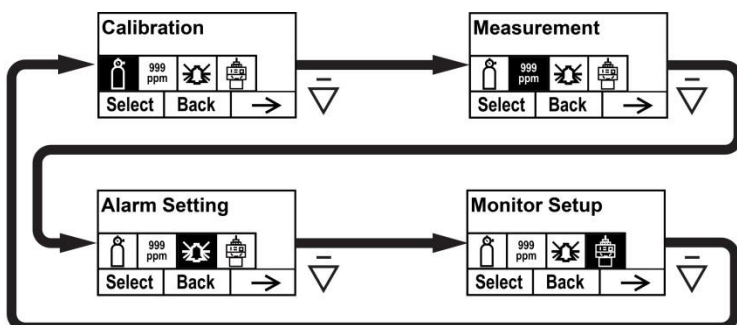 Calibration
999
ppm
Select Back →
Measurement
999
ppm
Select Back →
Alarm Setting
999
ppm
Select Back →
Monitor Setup
999
ppm
Select Back →